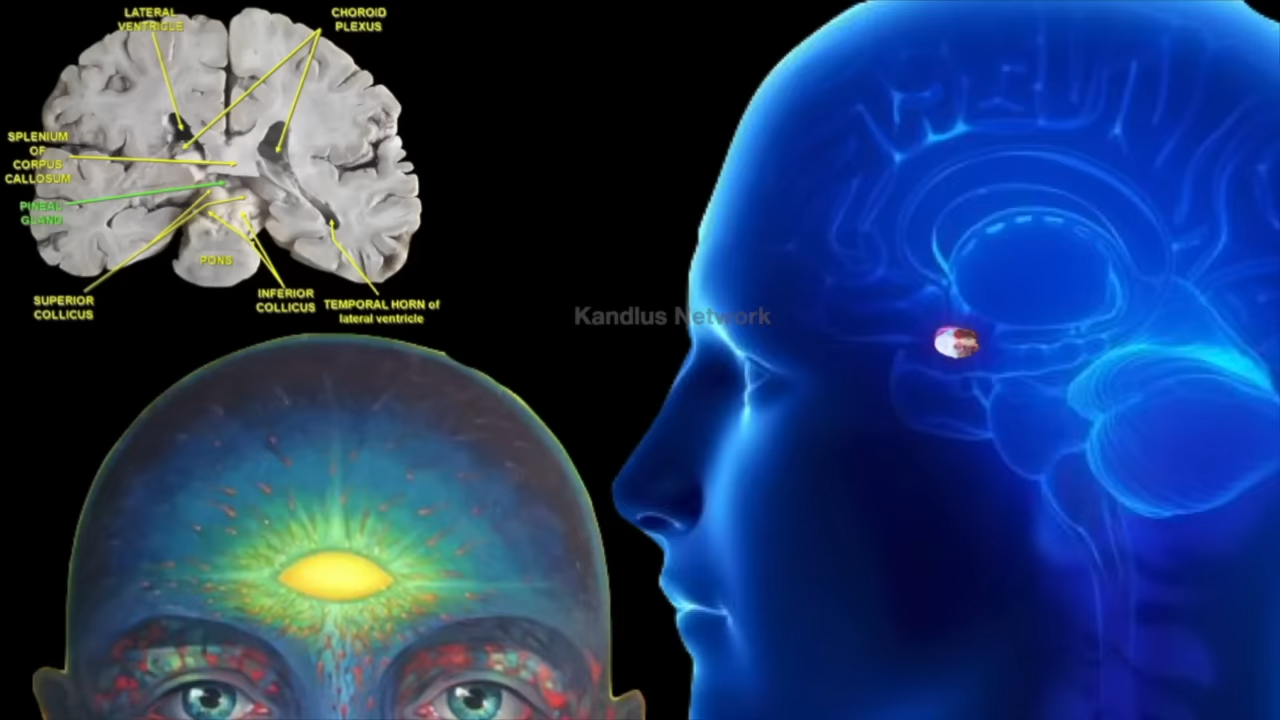 LATERAL
VENTRICLE
CHOROID
PLEXUS
SPLENIUM
OF
CORPUS
CALLOSUM
PINEAL
GLAND
PONS
SUPERIOR
COLLICUS
INFERIOR
COLLICUS
TEMPORAL HORN of
lateral ventricle
Kandlus Network